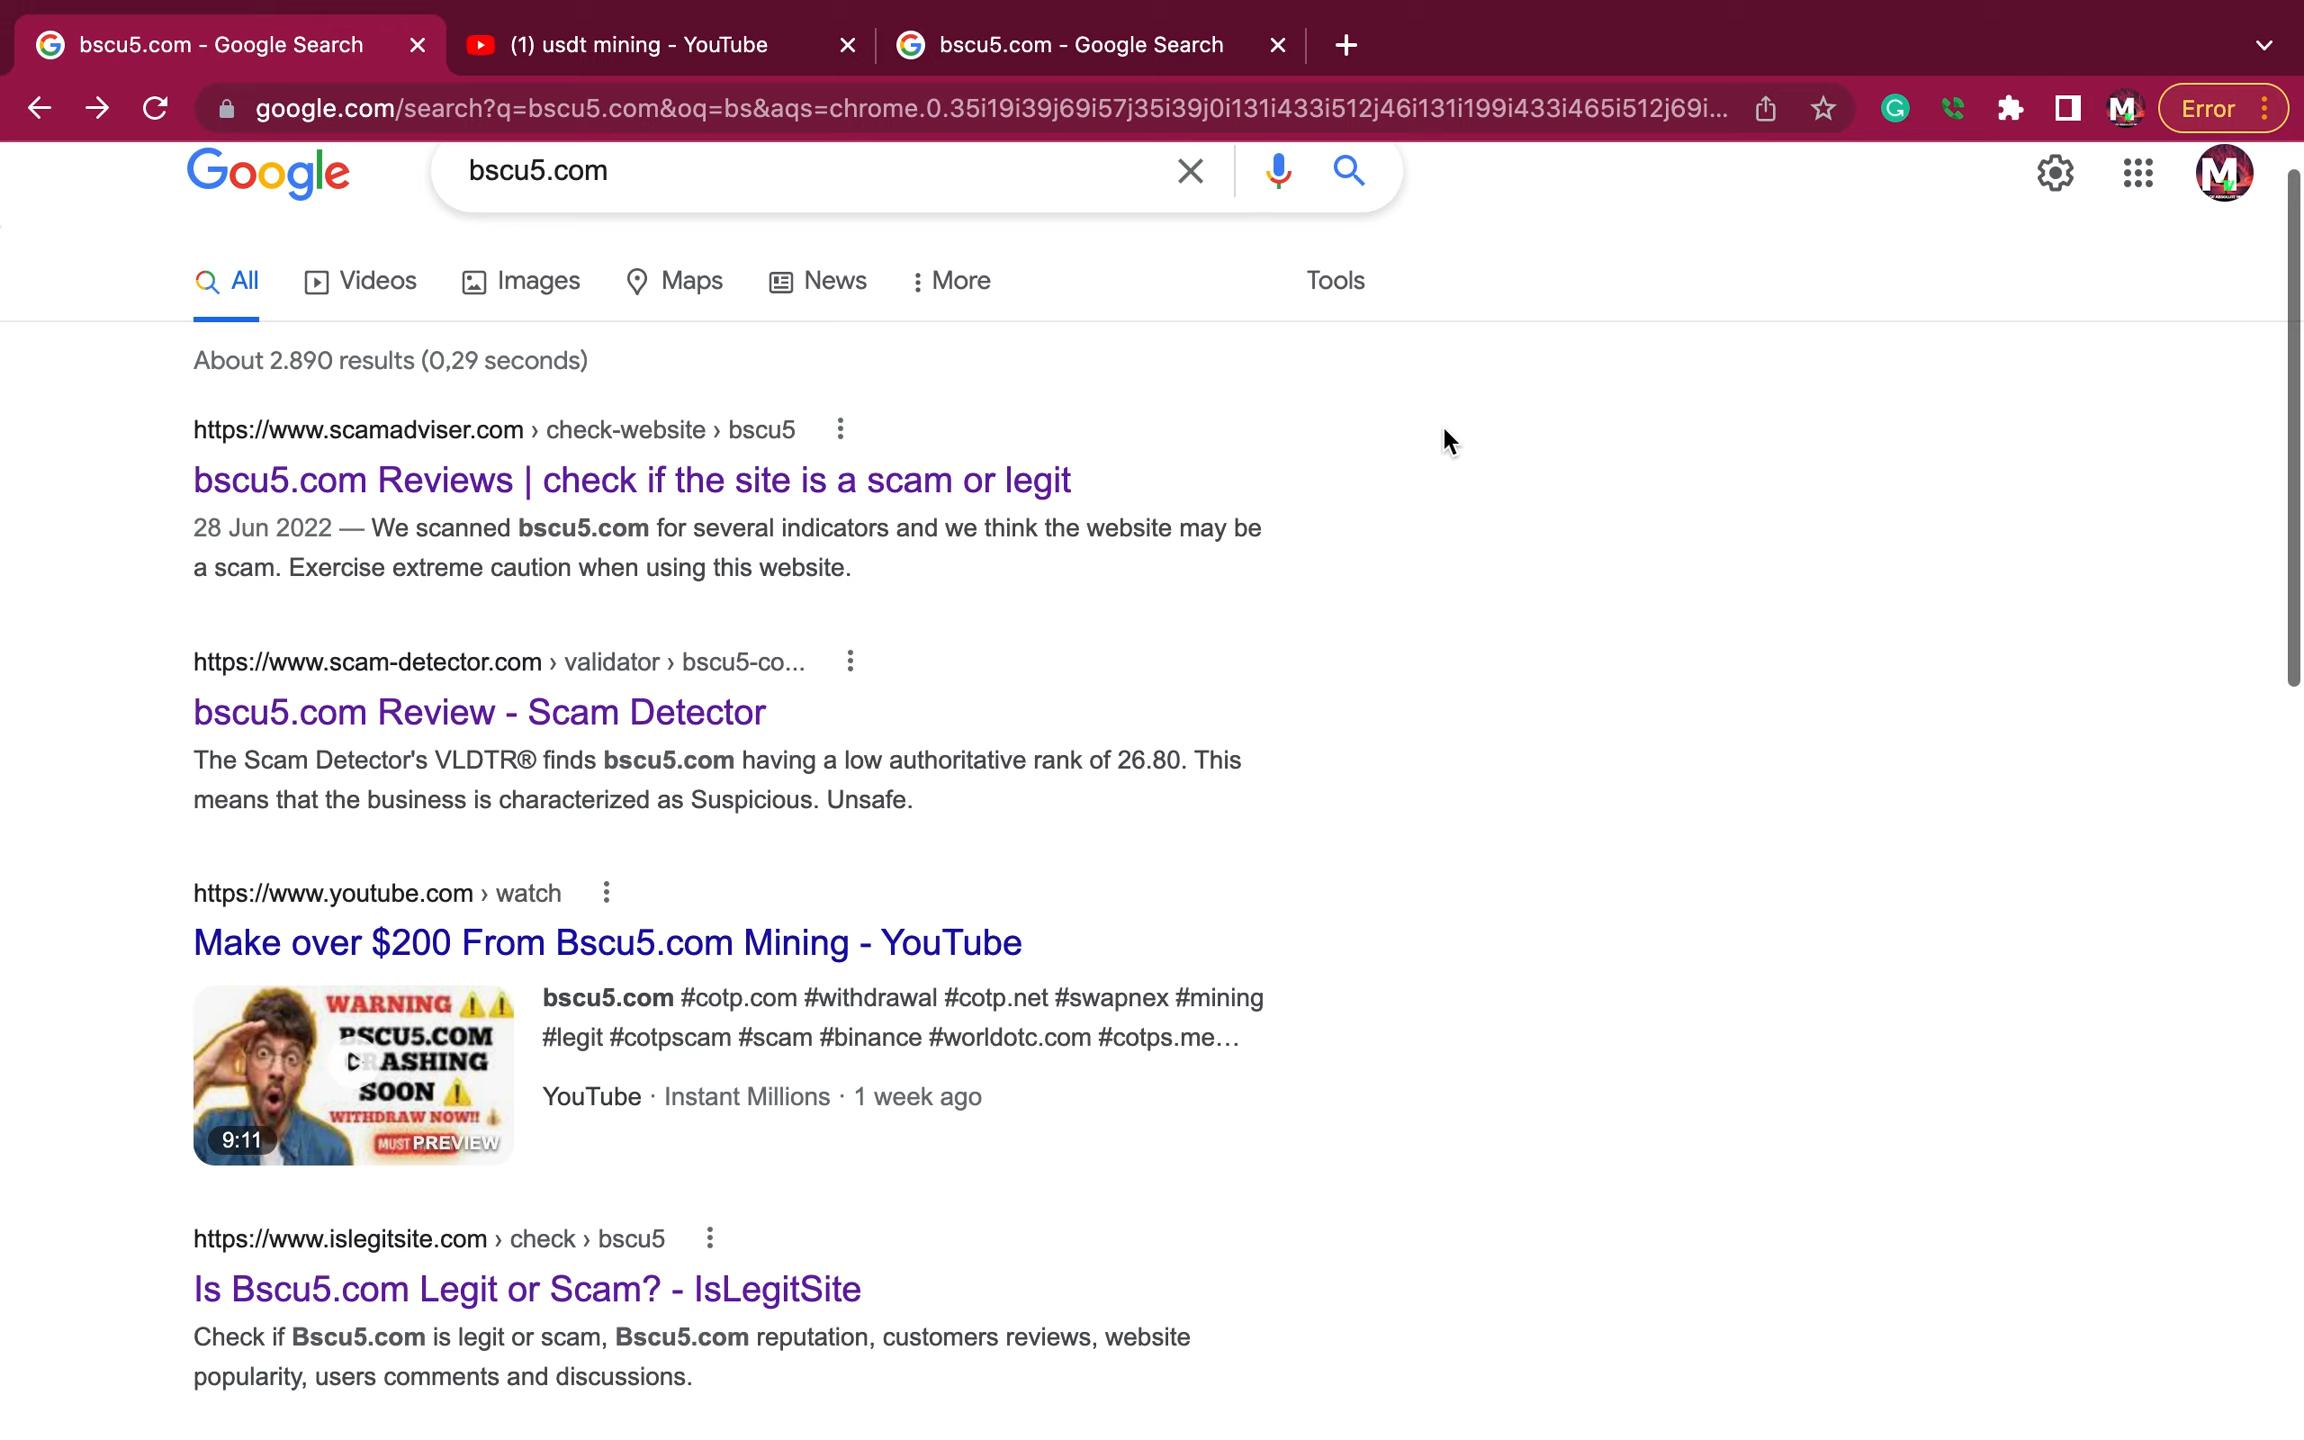 bscu5.com - Google Search
(1) usdt mining - YouTube
bscu5.com - Google Search
google.com/search?q=bscu5.com&oq=bs&aqs=chrome.0.35i19i39j69i57j35i39j0i131i433i512j46i131i199i433i465i512j69i...
Error
Google
bscu5.com
All
Videos
Images
Maps
News
More
Tools
About 2.890 results (0,29 seconds)
https://www.scamadviser.com › check-website › bscu5
bscu5.com Reviews | check if the site is a scam or legit
28 Jun 2022 — We scanned bscu5.com for several indicators and we think the website may be
a scam. Exercise extreme caution when using this website.
https://www.scam-detector.com › validator › bscu5-co...
bscu5.com Review - Scam Detector
The Scam Detector's VLDTR® finds bscu5.com having a low authoritative rank of 26.80. This
means that the business is characterized as Suspicious. Unsafe.
https://www.youtube.com › watch
Make over $200 From Bscu5.com Mining - YouTube
WARNING
BSCU5.COM
CRASHING
SOON
WITHDRAW NOW!!
MUST PREVIEW
9:11
bscu5.com #cotp.com #withdrawal #cotp.net #swapnex #mining
#legit #cotpscam #scam #binance #worldotc.com #cotps.me...
YouTube · Instant Millions · 1 week ago
https://www.islegitsite.com › check › bscu5
Is Bscu5.com Legit or Scam? - IsLegitSite
Check if Bscu5.com is legit or scam, Bscu5.com reputation, customers reviews, website
popularity, users comments and discussions.